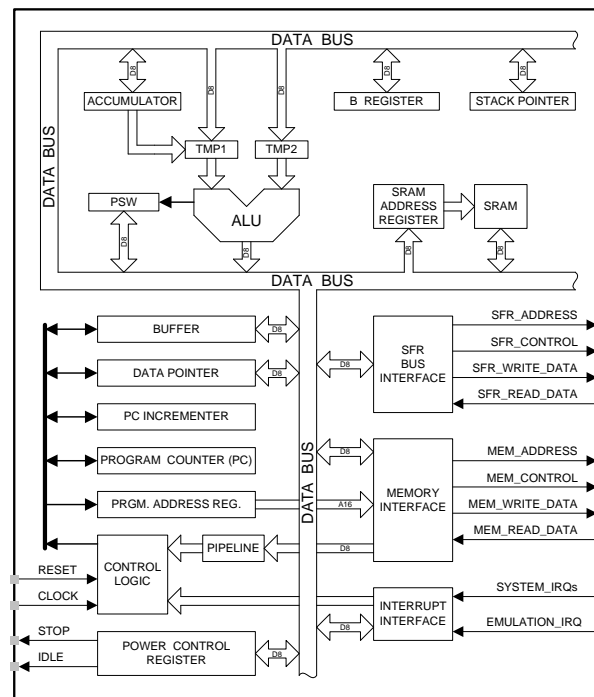 DATA BUS
D8
D8
D8
D8
D8
ACCUMULATOR
B REGISTER
STACK POINTER
DATA BUS
TMP1
TMP2
PSW
ALU
SRAM
ADDRESS
REGISTER
SRAM
D8
D8
D8
D8
DATA BUS
BUFFER
D8
DATA POINTER
D8
PC INCREMENTER
PROGRAM COUNTER (PC)
PRGM. ADDRESS REG.
A16
DATA BUS
D8
SFR
BUS
INTERFACE
SFR_ADDRESS
SFR_CONTROL
SFR_WRITE_DATA
SFR_READ_DATA
D8
MEMORY
INTERFACE
MEM_ADDRESS
MEM_CONTROL
MEM_WRITE_DATA
MEM_READ_DATA
PIPELINE
D8
CONTROL
LOGIC
RESET
CLOCK
STOP
IDLE
POWER CONTROL
REGISTER
D8
INTERRUPT
INTERFACE
D8
SYSTEM_IRQs
EMULATION_IRQ